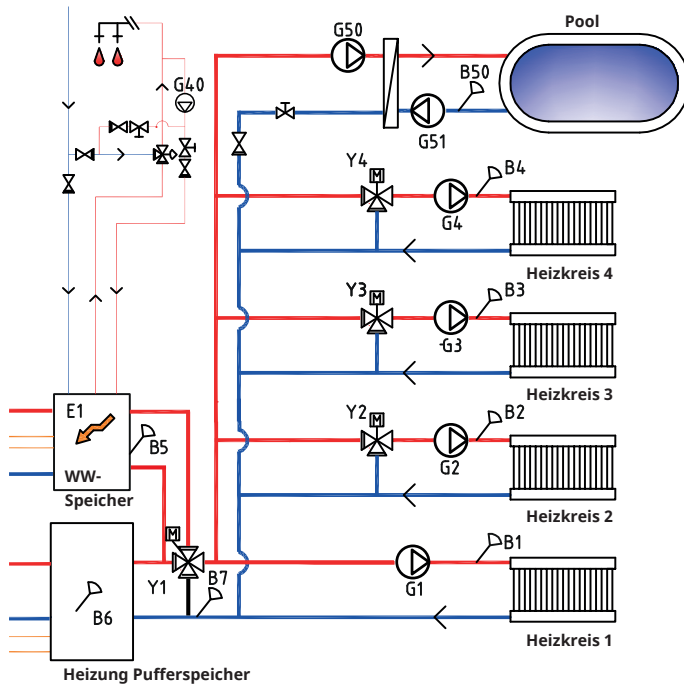 Pool
G50
G40
B50
G51
Y4
M
B4
G4
Heizkreis 4
Y3
M
B3
-G3
Heizkreis 3
Y2
M
B2
G2
Heizkreis 2
E1
B5
WW-
Speicher
M
Y1
B7
B1
G1
B6
Heizkreis 1
Heizung Pufferspeicher